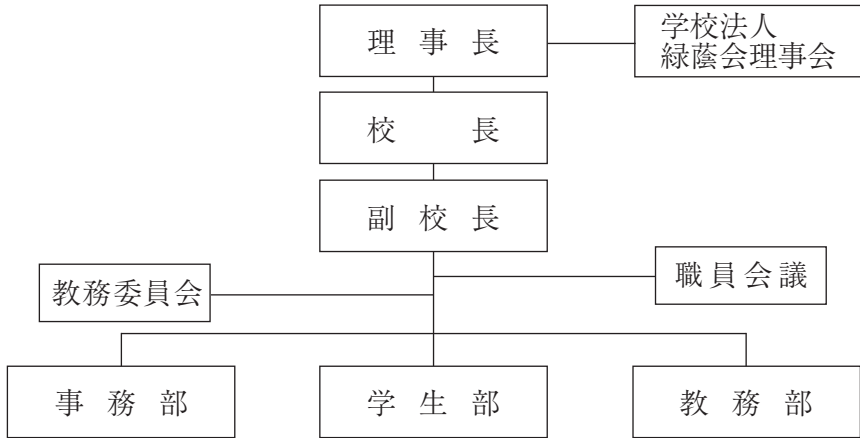 理事長
学校法人
緑蔭会理事会
校長
副校長
職員会議
教務委員会
事務部
学生部
教務部